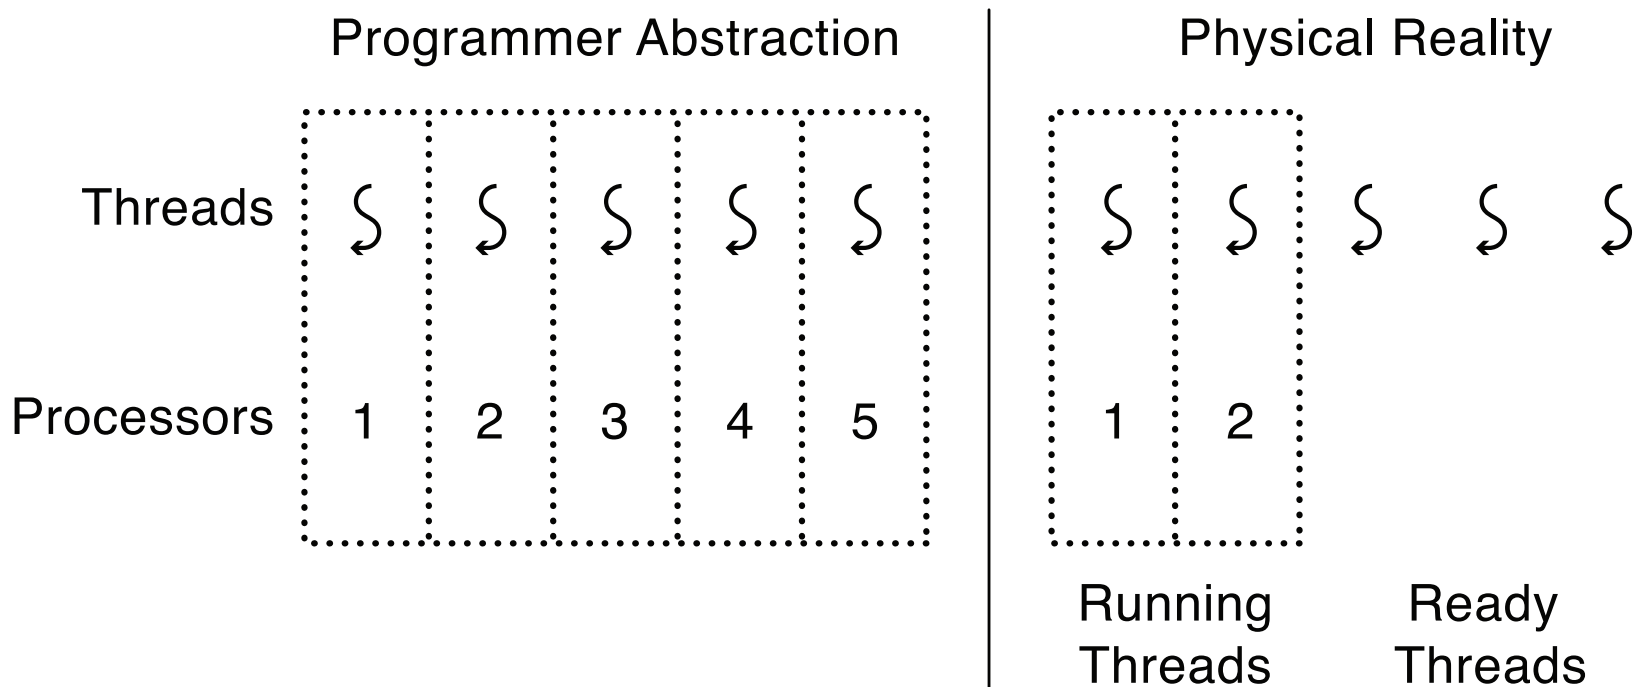 Programmer Abstraction
Physical Reality
Threads
Processors
1 2 3 4 5
1 2
Running
Threads
Ready
Threads